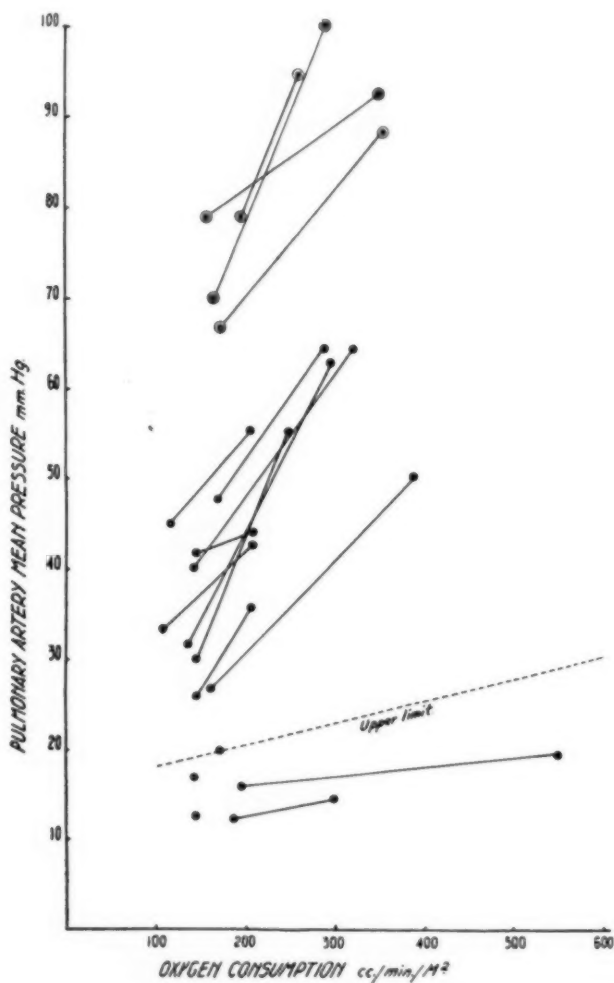 100
90
80
70
60
50
40
30
20
10
PULMONARY ARTERY MEAN PRESSURE mm. Hg.
Upper limit
100 200 300 400 500 600
OXYGEN CONSUMPTION cc./min./M²